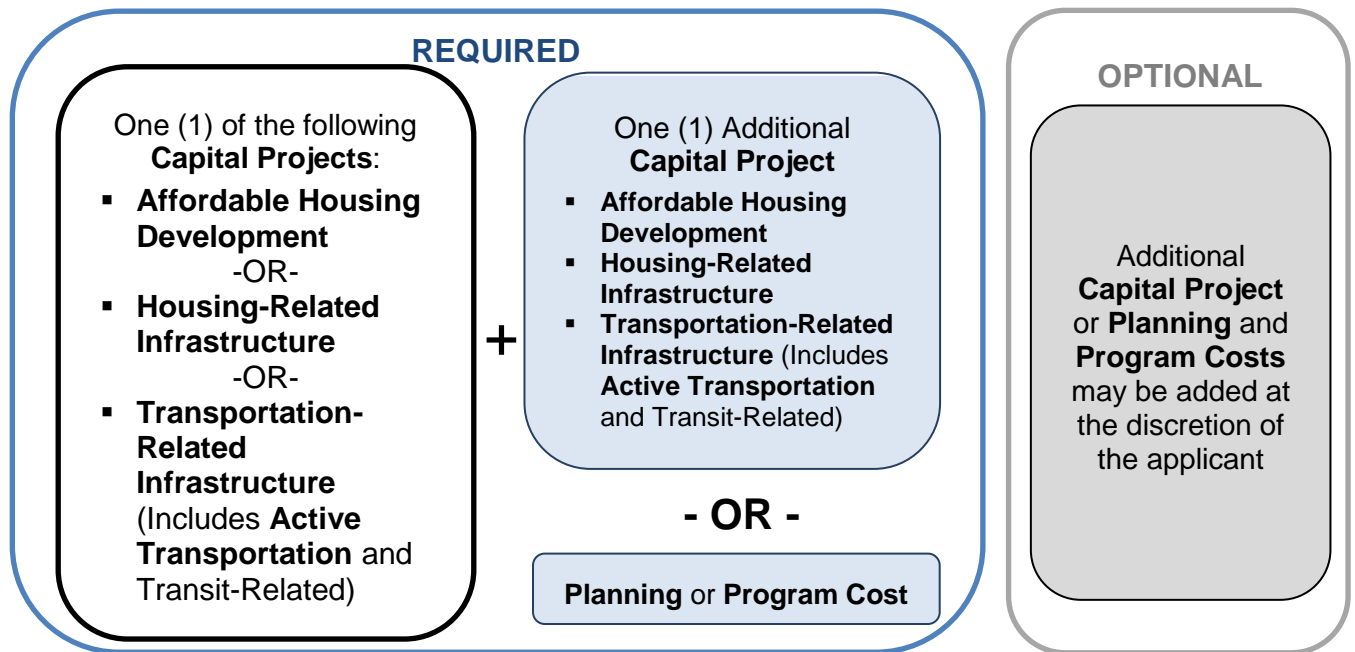 REQUIRED
One (1) of the following
Capital Projects:
▪ Affordable Housing
Development
-OR-
▪ Housing-Related
Infrastructure
-OR-
▪ Transportation-
Related
Infrastructure
(Includes Active
Transportation and
Transit-Related)
+
One (1) Additional
Capital Project
▪ Affordable Housing
Development
▪ Housing-Related
Infrastructure
▪ Transportation-Related
Infrastructure (Includes
Active Transportation
and Transit-Related)
- OR -
Planning or Program Cost
OPTIONAL
Additional
Capital Project
or Planning and
Program Costs
may be added at
the discretion of
the applicant